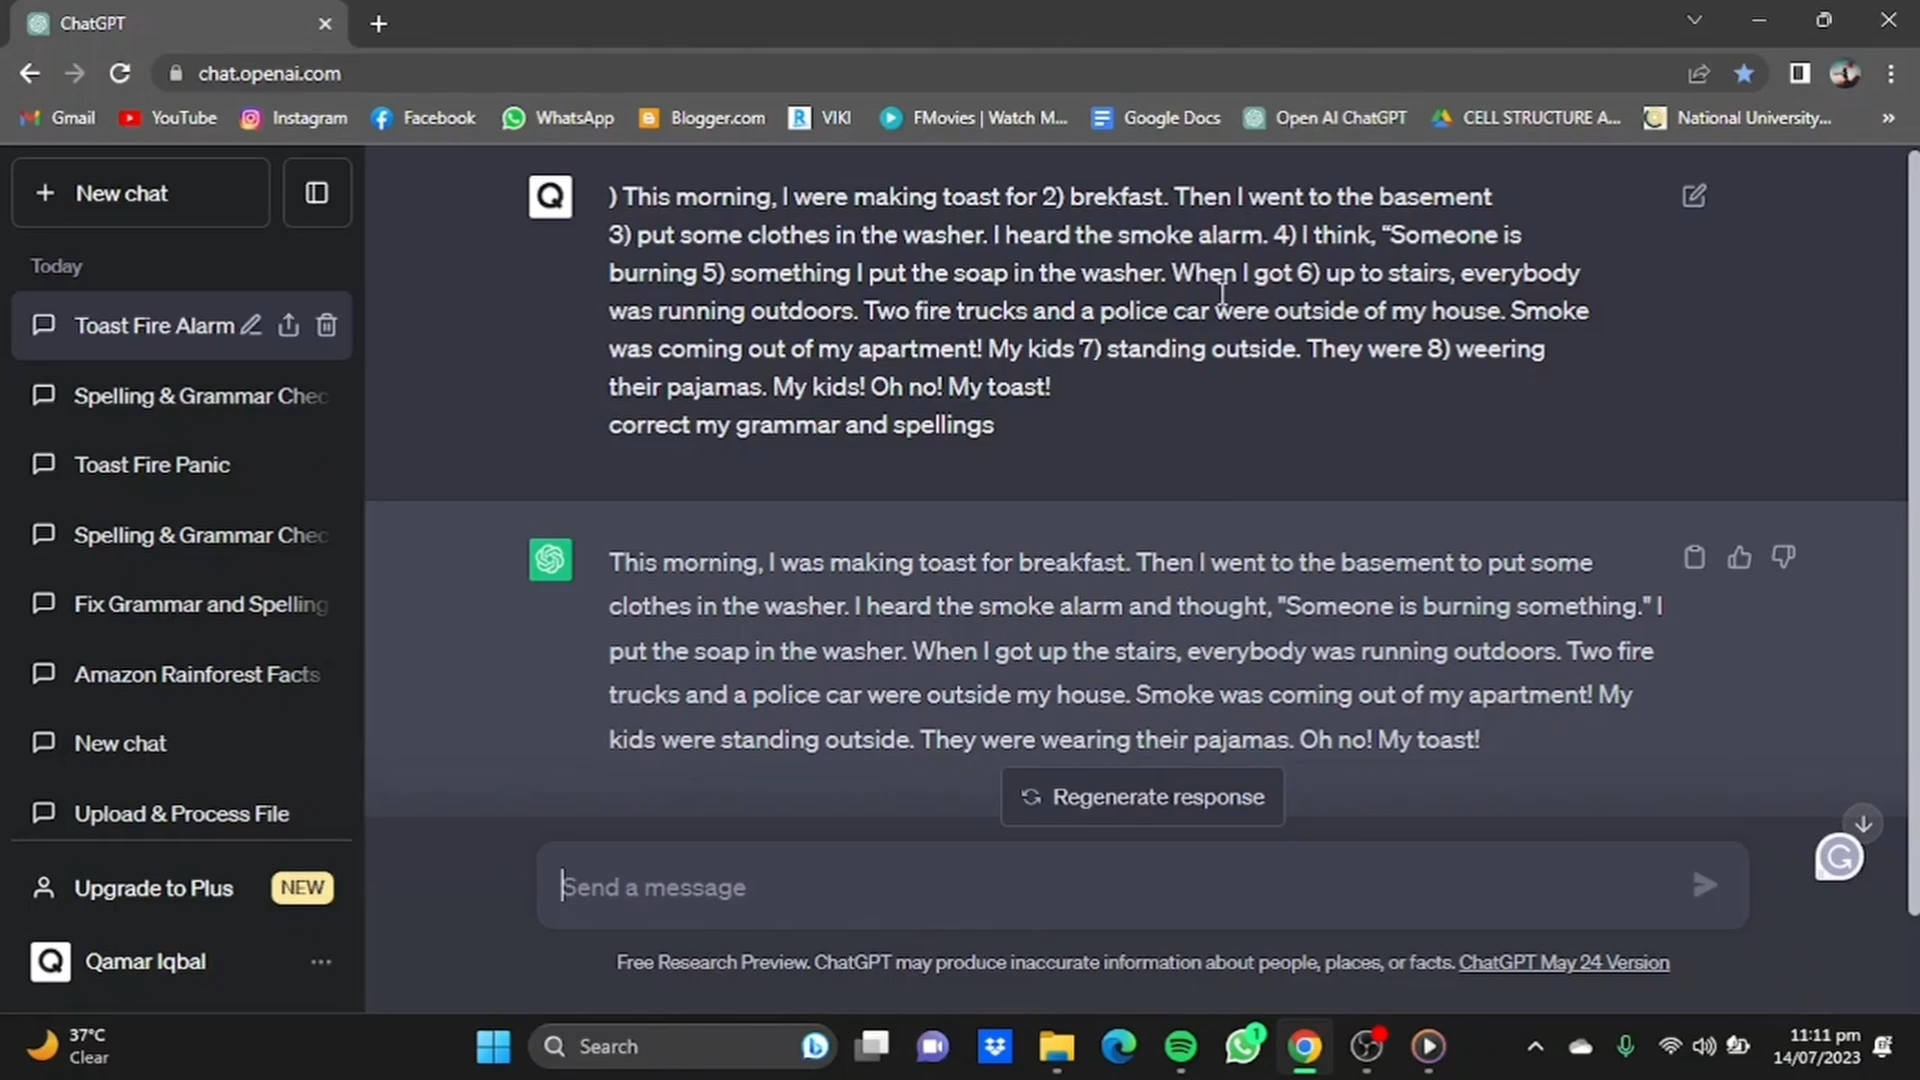 ChatGPT
chat.openai.com
Gmail YouTube Instagram Facebook WhatsApp Blogger.com VIKI FMovies | Watch M... Google Docs Open AI ChatGPT CELL STRUCTURE A... National University... »
+ New chat
Today
Toast Fire Alarm
Spelling & Grammar Chec
Toast Fire Panic
Spelling & Grammar Chec
Fix Grammar and Spelling
Amazon Rainforest Facts
New chat
Upload & Process File
Upgrade to Plus NEW
Q Qamar Iqbal ...
Q
) This morning, I were making toast for 2) brekfast. Then I went to the basement
3) put some clothes in the washer. I heard the smoke alarm. 4) I think, “Someone is
burning 5) something I put the soap in the washer. When I got 6) up to stairs, everybody
was running outdoors. Two fire trucks and a police car were outside of my house. Smoke
was coming out of my apartment! My kids 7) standing outside. They were 8) weering
their pajamas. My kids! Oh no! My toast!
correct my grammar and spellings
This morning, I was making toast for breakfast. Then I went to the basement to put some
clothes in the washer. I heard the smoke alarm and thought, "Someone is burning something." I
put the soap in the washer. When I got up the stairs, everybody was running outdoors. Two fire
trucks and a police car were outside my house. Smoke was coming out of my apartment! My
kids were standing outside. They were wearing their pajamas. Oh no! My toast!
Regenerate response
Send a message
Free Research Preview. ChatGPT may produce inaccurate information about people, places, or facts. ChatGPT May 24 Version
37°C
Clear
Search
1
11:11 pm
14/07/2023